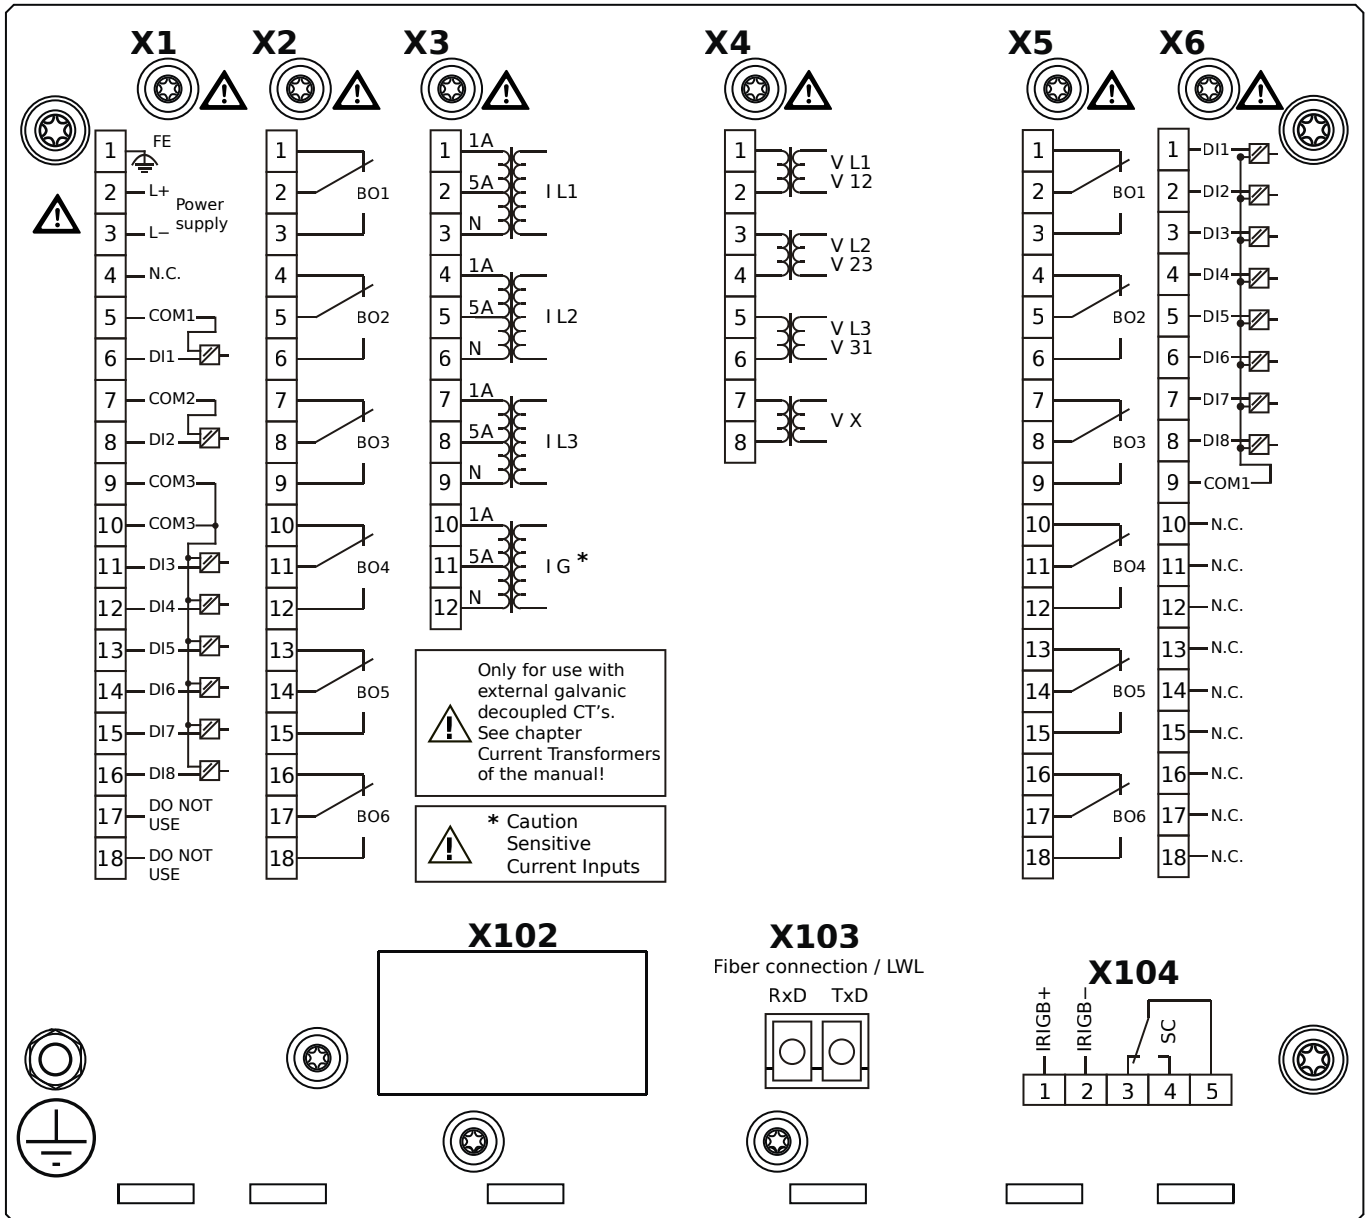 X1 X2 X3 X4 X5 X6
1 FE
2 L+
Power
supply
3 L−
4 N.C.
5 COM1
6 DI1
7 COM2
8 DI2
9 COM3
10 COM3
11 DI3
12 DI4
13 DI5
14 DI6
15 DI7
16 DI8
17 DO NOT
USE
18 DO NOT
USE
1
2 BO1
3
4
5 BO2
6
7
8 BO3
9
10
11 BO4
12
13
14 BO5
15
16
17 BO6
18
1 1A
2 5A I L1
3 N
4 1A
5 5A I L2
6 N
7 1A
8 5A I L3
9 N
10 1A
11 5A I G *
12 N
Only for use with
external galvanic
decoupled CT's.
See chapter
Current Transformers
of the manual!
* Caution
Sensitive
Current Inputs
1 V L1
2 V 12
3 V L2
4 V 23
5 V L3
6 V 31
7 V X
8
1
2 BO1
3
4
5 BO2
6
7
8 BO3
9
10
11 BO4
12
13
14 BO5
15
16
17 BO6
18
1 DI1
2 DI2
3 DI3
4 DI4
5 DI5
6 DI6
7 DI7
8 DI8
9 COM1
10 N.C.
11 N.C.
12 N.C.
13 N.C.
14 N.C.
15 N.C.
16 N.C.
17 N.C.
18 N.C.
X102
X103
Fiber connection / LWL
RxD TxD
X104
IRIGB+ IRIGB− SC
1 2 3 4 5